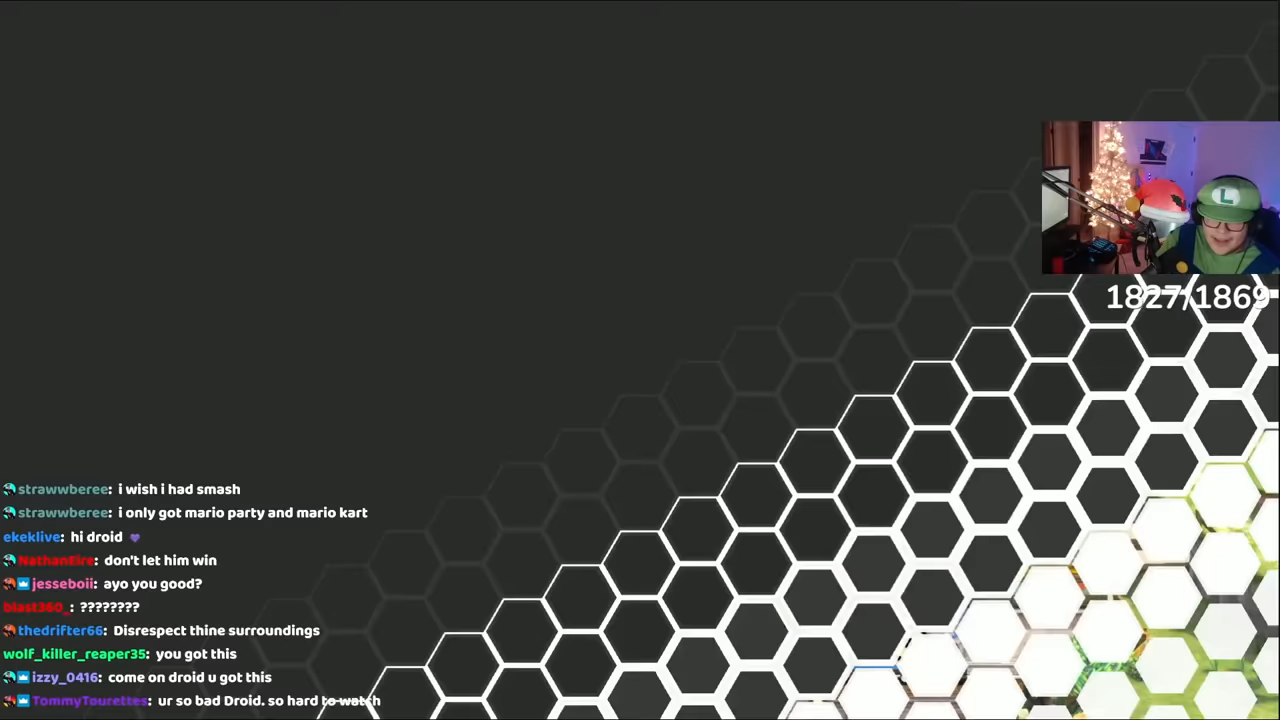 L
1827/1869
strawwberee: i wish i had smash
strawwberee: i only got mario party and mario kart
ekeklive: hi droid
NathanEire: don't let him win
jesseboii: ayo you good?
blast360_: ????????
thedrifter66: Disrespect thine surroundings
wolf_killer_reaper35: you got this
izzy_0416: come on droid u got this
TommyTourettes: ur so bad Droid. so hard to watch